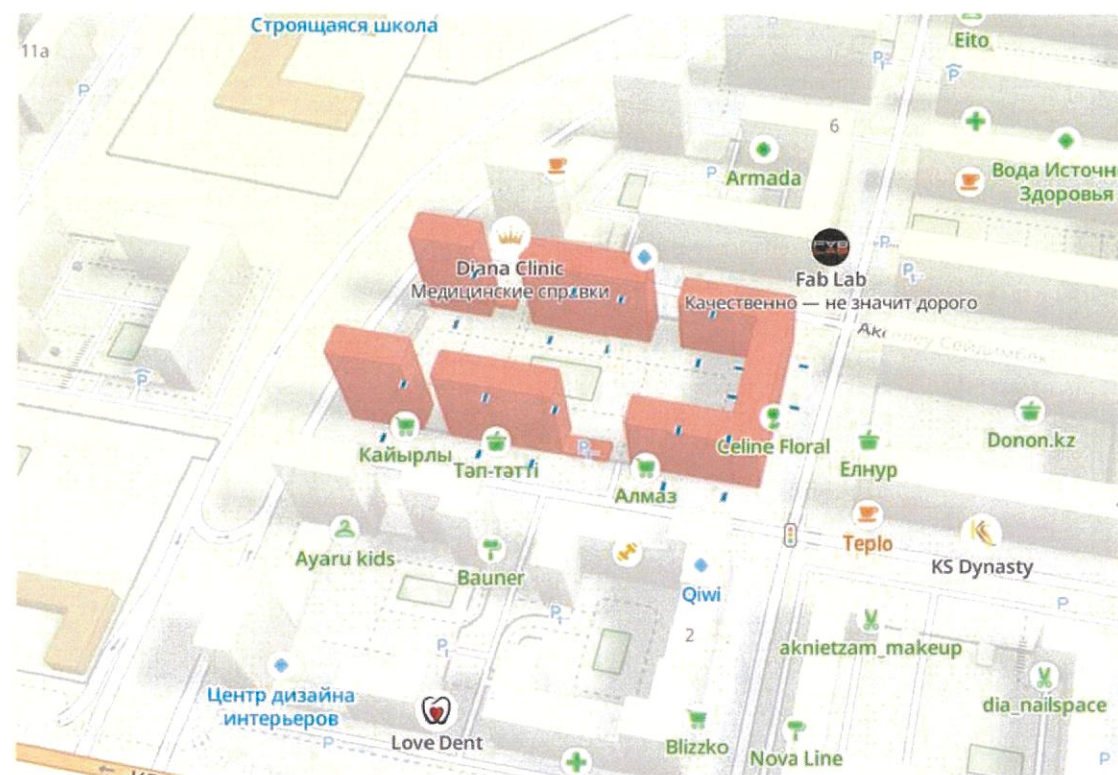 Строящаяся школа
11а
P
P
Eito
P
6
Armada
P
Вода Источн
Здоровья
P
P
FAB LAB
Fab Lab
Качественно — не значит дорого
Diana Clinic
Медицинские справки
P
Кайырлы
Тәп-тәтті
P
Алмаз
Celine Floral
Елнур
Donon.kz
Ayaru kids
Bauner
Teplo
KS Dynasty
Qiwi
P
P
2
aknietzam_makeup
P
Центр дизайна
интерьеров
dia_nailspace
Love Dent
P
Blizzko
Nova Line
P